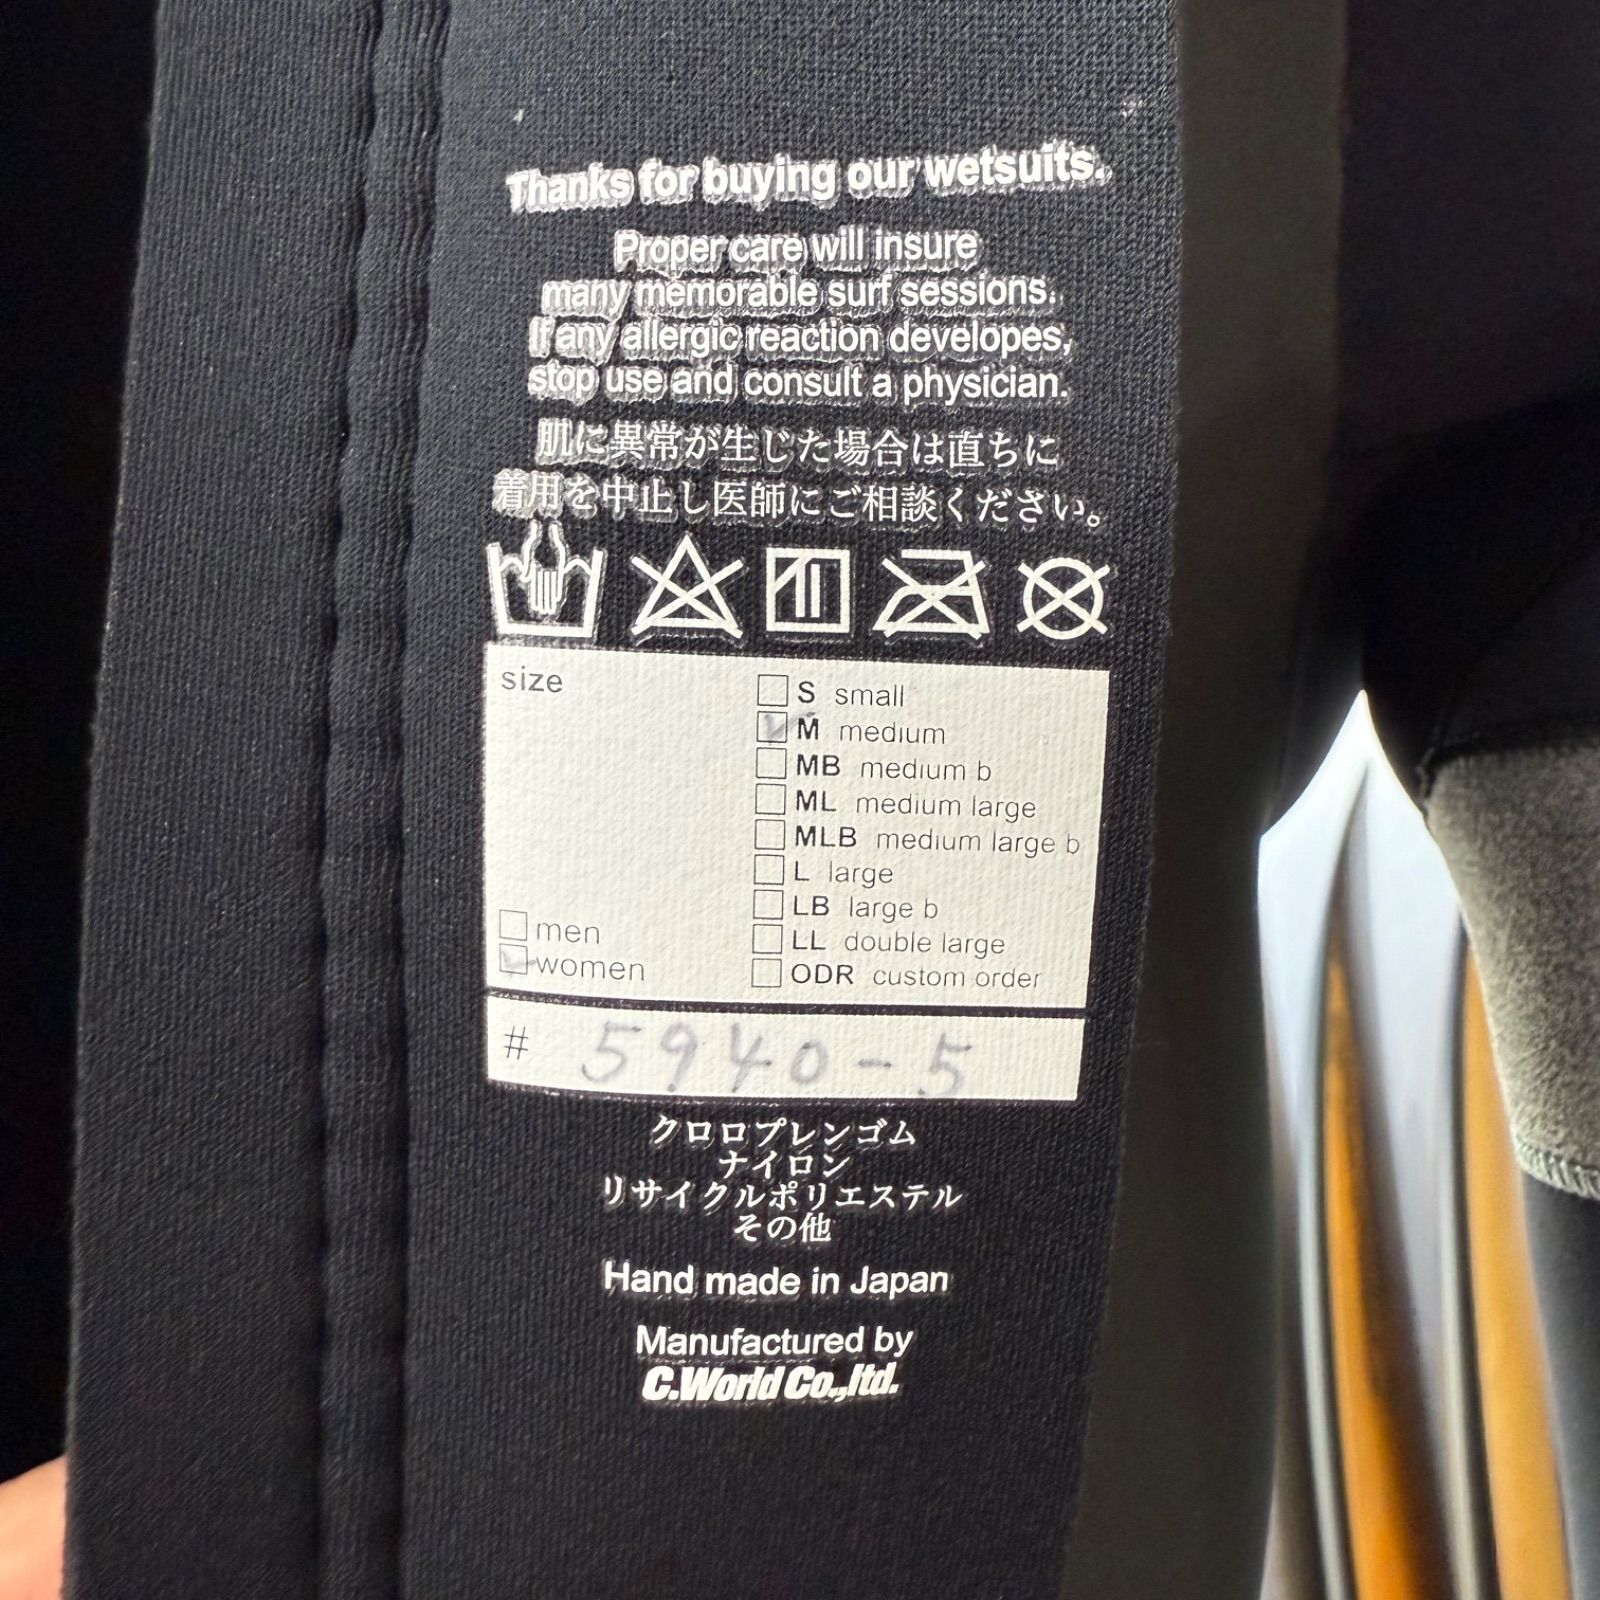 Thanks for buying our wetsuits.
Proper care will insure
many memorable surf sessions.
If any allergic reaction developes,
stop use and consult a physician.
肌に異常が生じた場合は直ちに
着用を中止し医師にご相談ください。
size
S small
M medium
MB medium b
ML medium large
MLB medium large b
L large
LB large b
LL double large
ODR custom order
men
women
# 5940-5
クロロプレンゴム
ナイロン
リサイクルポリエステル
その他
Hand made in Japan
Manufactured by
C.World Co.,ltd.